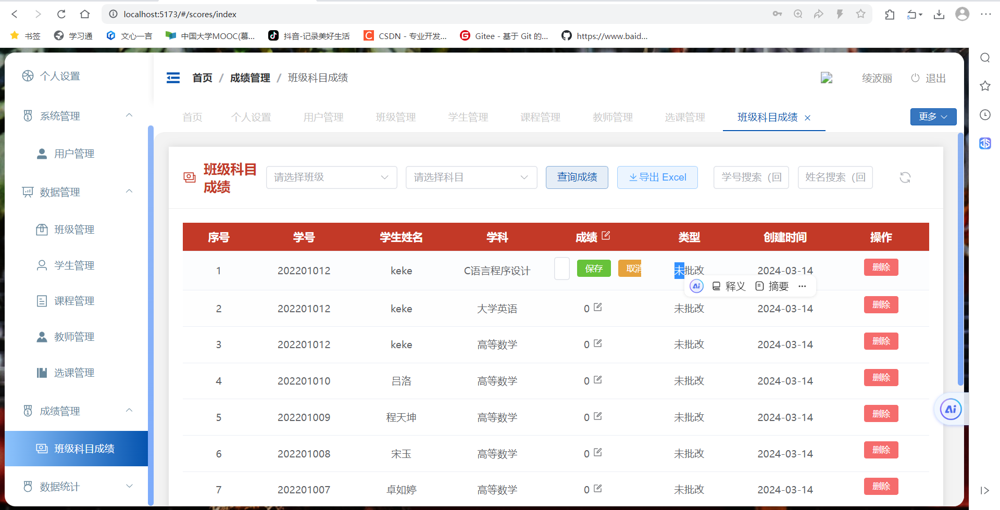 localhost:5173/#/scores/index
书签 学习通 文心一言 中国大学MOOC(慕... 抖音-记录美好生活 CSDN - 专业开发... Gitee - 基于 Git 的... https://www.baid...
个人设置
系统管理
用户管理
数据管理
班级管理
学生管理
课程管理
教师管理
选课管理
成绩管理
班级科目成绩
数据统计
首页 / 成绩管理 / 班级科目成绩
绫波丽 退出
首页 个人设置 用户管理 班级管理 学生管理 课程管理 教师管理 选课管理 班级科目成绩 更多
班级科目
成绩
请选择班级 请选择科目 查询成绩 导出 Excel 学号搜索（回 姓名搜索（回
序号 学号 学生姓名 学科 成绩 类型 创建时间 操作
1 202201012 keke C语言程序设计 保存 取消 未批改 2024-03-14 删除
Ai 释义 摘要 ···
2 202201012 keke 大学英语 0 未批改 2024-03-14 删除
3 202201012 keke 高等数学 0 未批改 2024-03-14 删除
4 202201010 吕洛 高等数学 0 未批改 2024-03-14 删除
5 202201009 程天坤 高等数学 0 未批改 2024-03-14 删除
Ai
6 202201008 宋玉 高等数学 0 未批改 2024-03-14 删除
7 202201007 卓如婷 高等数学 0 未批改 2024-03-14 删除